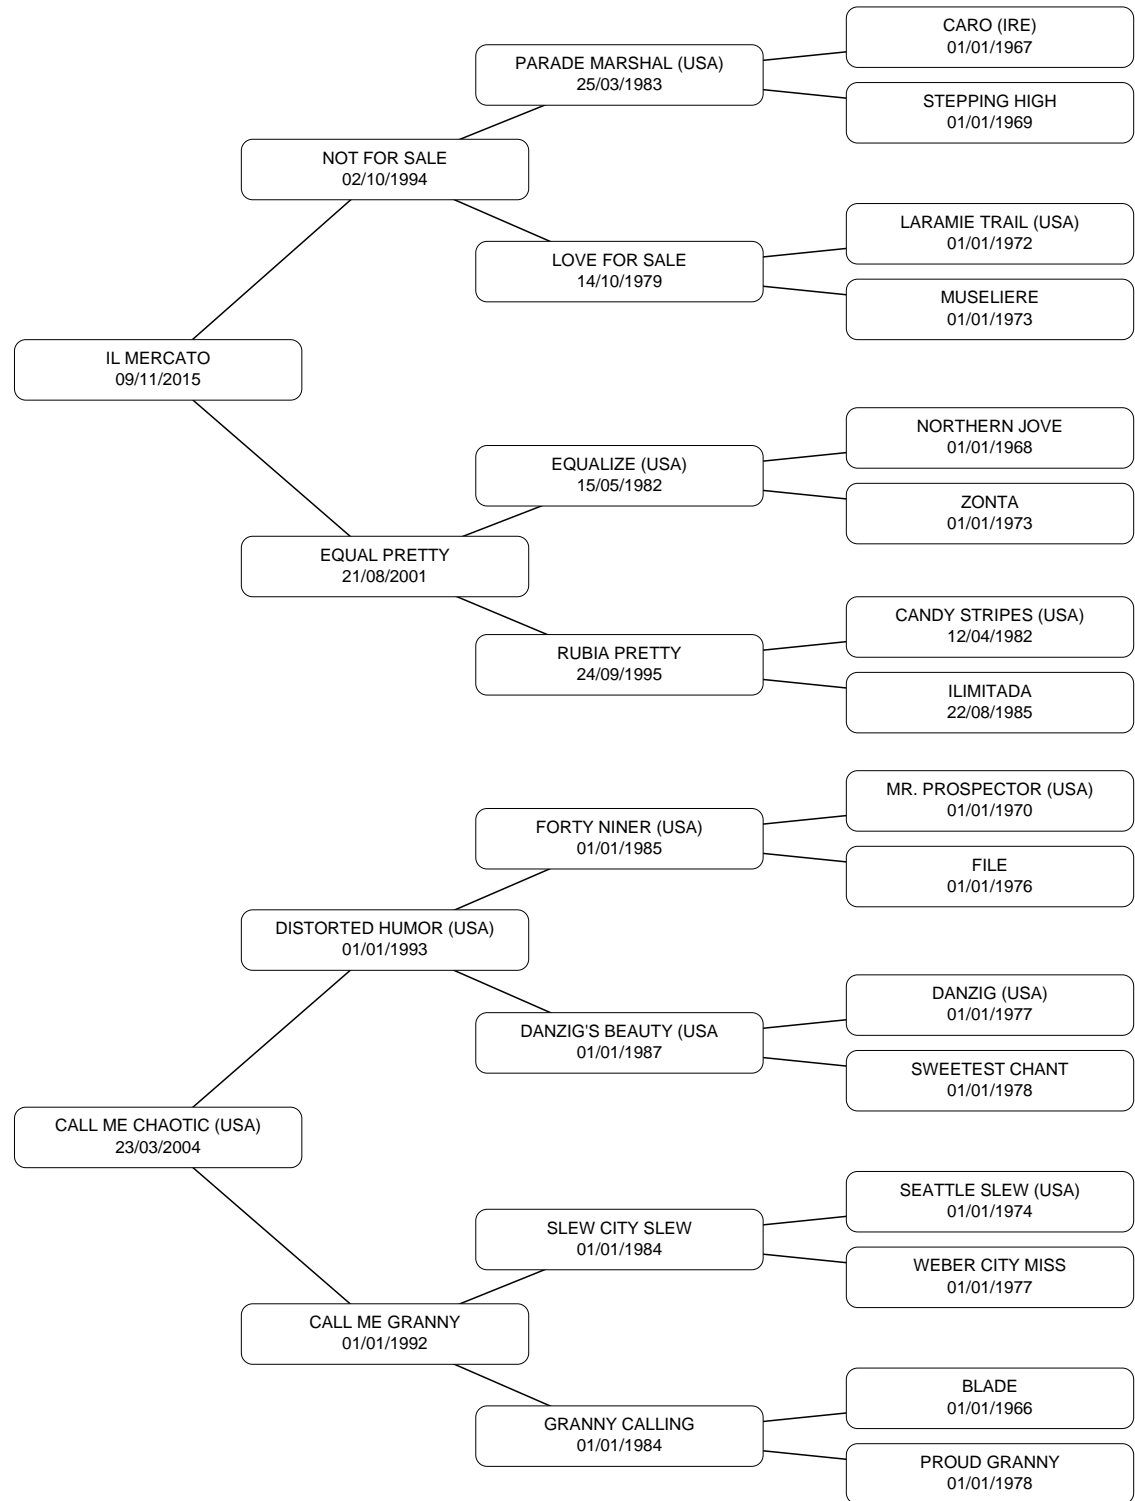 CARO (IRE)
01/01/1967
PARADE MARSHAL (USA)
25/03/1983
STEPPING HIGH
01/01/1969
NOT FOR SALE
02/10/1994
LARAMIE TRAIL (USA)
01/01/1972
LOVE FOR SALE
14/10/1979
MUSELIERE
01/01/1973
IL MERCATO
09/11/2015
NORTHERN JOVE
01/01/1968
EQUALIZE (USA)
15/05/1982
ZONTA
01/01/1973
EQUAL PRETTY
21/08/2001
CANDY STRIPES (USA)
12/04/1982
RUBIA PRETTY
24/09/1995
ILIMITADA
22/08/1985
MR. PROSPECTOR (USA)
01/01/1970
FORTY NINER (USA)
01/01/1985
FILE
01/01/1976
DISTORTED HUMOR (USA)
01/01/1993
DANZIG (USA)
01/01/1977
DANZIG'S BEAUTY (USA
01/01/1987
SWEETEST CHANT
01/01/1978
CALL ME CHAOTIC (USA)
23/03/2004
SEATTLE SLEW (USA)
01/01/1974
SLEW CITY SLEW
01/01/1984
WEBER CITY MISS
01/01/1977
CALL ME GRANNY
01/01/1992
BLADE
01/01/1966
GRANNY CALLING
01/01/1984
PROUD GRANNY
01/01/1978